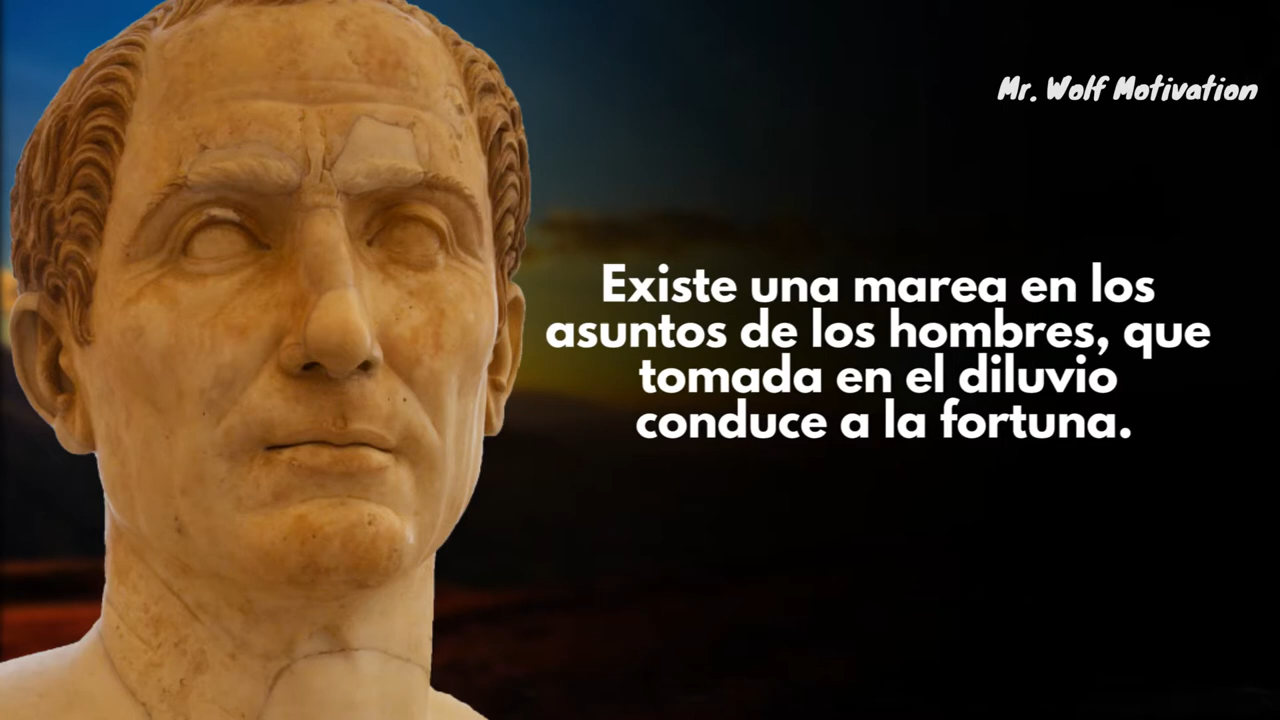 Mr. Wolf Motivation
Existe una marea en los
asuntos de los hombres, que
tomada en el diluvio
conduce a la fortuna.